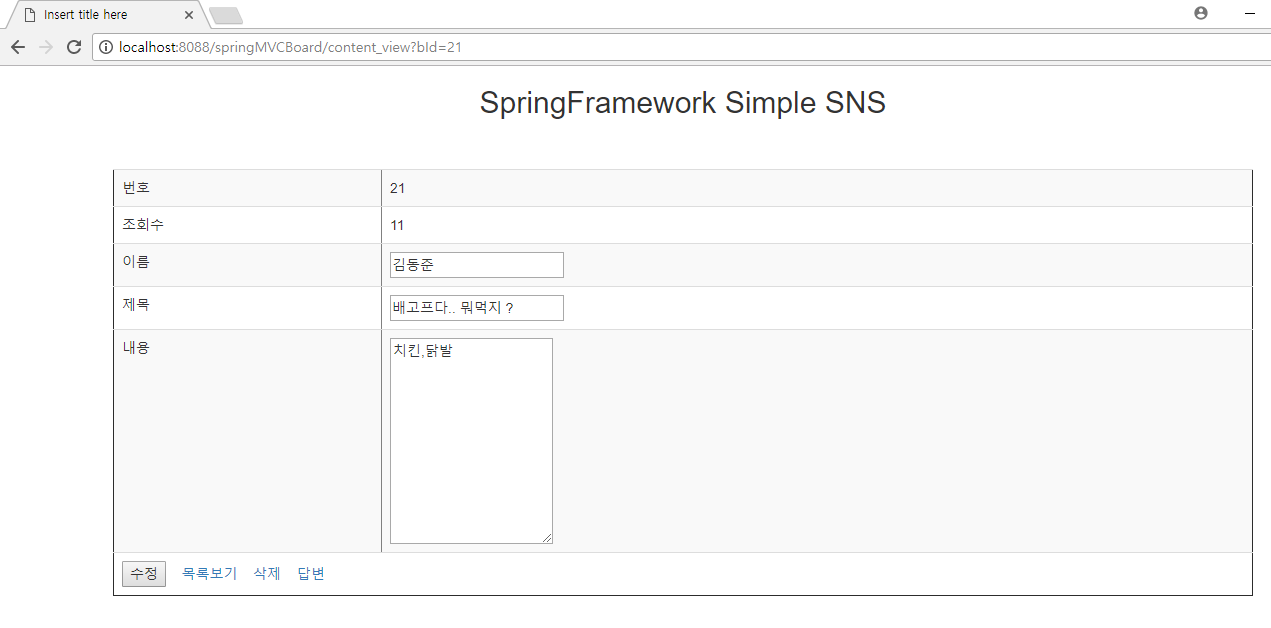 Insert title here
localhost:8088/springMVCBoard/content_view?bId=21
SpringFramework Simple SNS
번호 21
조회수 11
이름 김동준
제목 배고프다.. 뭐먹지 ?
내용 치킨,닭발
수정 목록보기 삭제 답변